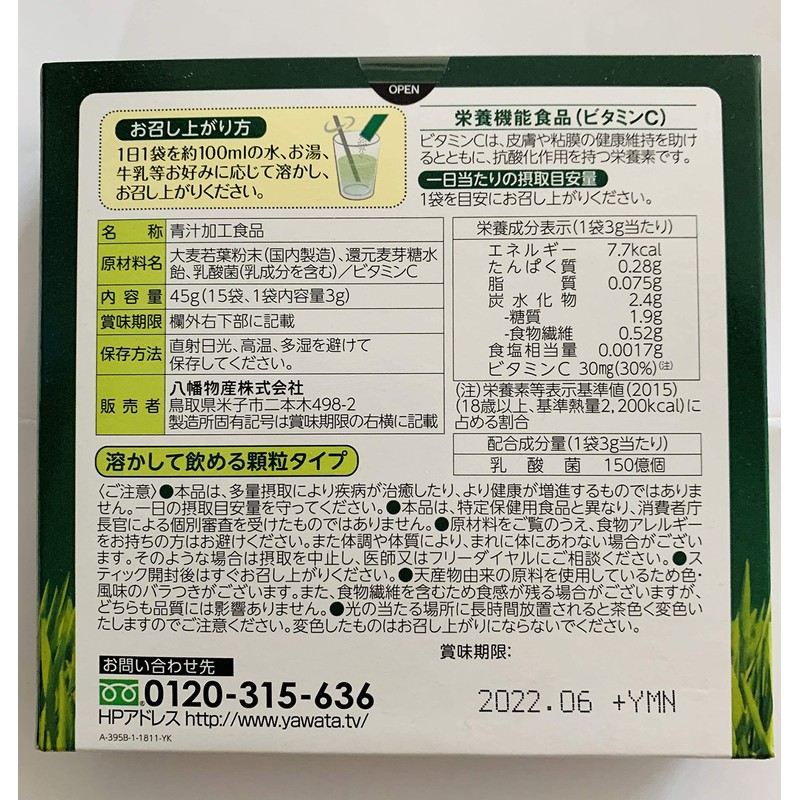 OPEN
お召し上がり方
1日1袋を約100mlの水、お湯、
牛乳等お好みに応じて溶かし、
お召し上がりください。
栄養機能食品(ビタミンC)
ビタミンCは、皮膚や粘膜の健康維持を助け
るとともに、抗酸化作用を持つ栄養素です。
一日当たりの摂取目安量
1袋を目安にお召し上がりください。
名称 青汁加工食品
原材料名 大麦若葉粉末(国内製造)、還元麦芽糖水
飴、乳酸菌(乳成分を含む)/ビタミンC
内容量 45g(15袋、1袋内容量3g)
賞味期限 欄外右下部に記載
保存方法 直射日光、高温、多湿を避けて
保存してください。
販売者 八幡物産株式会社
鳥取県米子市二本木498-2
製造所固有記号は賞味期限の右横に記載
栄養成分表示(1袋3g当たり)
エネルギー 7.7kcal
たんぱく質 0.28g
脂質 0.075g
炭水化物 2.4g
-糖質 1.9g
-食物繊維 0.52g
食塩相当量 0.0017g
ビタミンC 30mg(30%)(注)
(注)栄養素等表示基準値(2015)
(18歳以上、基準熱量2,200kcal)に
占める割合
配合成分量(1袋3g当たり)
乳酸菌 150億個
溶かして飲める顆粒タイプ
〈ご注意〉●本品は、多量摂取により疾病が治癒したり、より健康が増進するものではありま
せん。一日の摂取目安量を守ってください。●本品は、特定保健用食品と異なり、消費者庁
長官による個別審査を受けたものではありません。●原材料をご覧のうえ、食物アレルギー
をお持ちの方はお避けください。また体調や体質により、まれに体にあわない場合がござい
ます。そのような場合は摂取を中止し、医師又はフリーダイヤルにご相談ください。●ス
ティック開封後はすぐお召し上がりください。●天産物由来の原料を使用しているため色・
風味のバラつきがございます。また、食物繊維を含むため食感が残る場合がございますが、
どちらも品質には影響ありません。●光の当たる場所に長時間放置されると茶色く変色い
たしますのでご注意ください。変色したものはお召し上がりにならないでください。
賞味期限:
2022.06 +YMN
お問い合わせ先
0120-315-636
HPアドレス http://www.yawata.tv/
A-395B-1-1811-YK